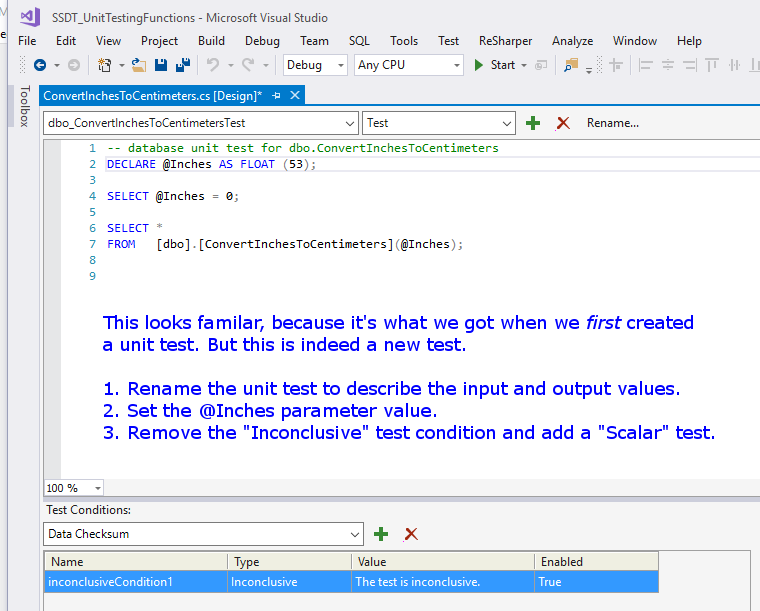 SSDT_UnitTestingFunctions - Microsoft Visual Studio
File Edit View Project Build Debug Team SQL Tools Test ReSharper Analyze Window Help
Debug Any CPU Start
Toolbox
ConvertInchesToCentimeters.cs [Design]*
dbo_ConvertInchesToCentimetersTest Test Rename...
1 -- database unit test for dbo.ConvertInchesToCentimeters
2 DECLARE @Inches AS FLOAT (53);
3
4 SELECT @Inches = 0;
5
6 SELECT *
7 FROM [dbo].[ConvertInchesToCentimeters](@Inches);
8
9
This looks familar, because it's what we got when we first created
a unit test. But this is indeed a new test.
1. Rename the unit test to describe the input and output values.
2. Set the @Inches parameter value.
3. Remove the "Inconclusive" test condition and add a "Scalar" test.
100 %
Test Conditions:
Data Checksum
Name Type Value Enabled
inconclusiveCondition1 Inconclusive The test is inconclusive. True